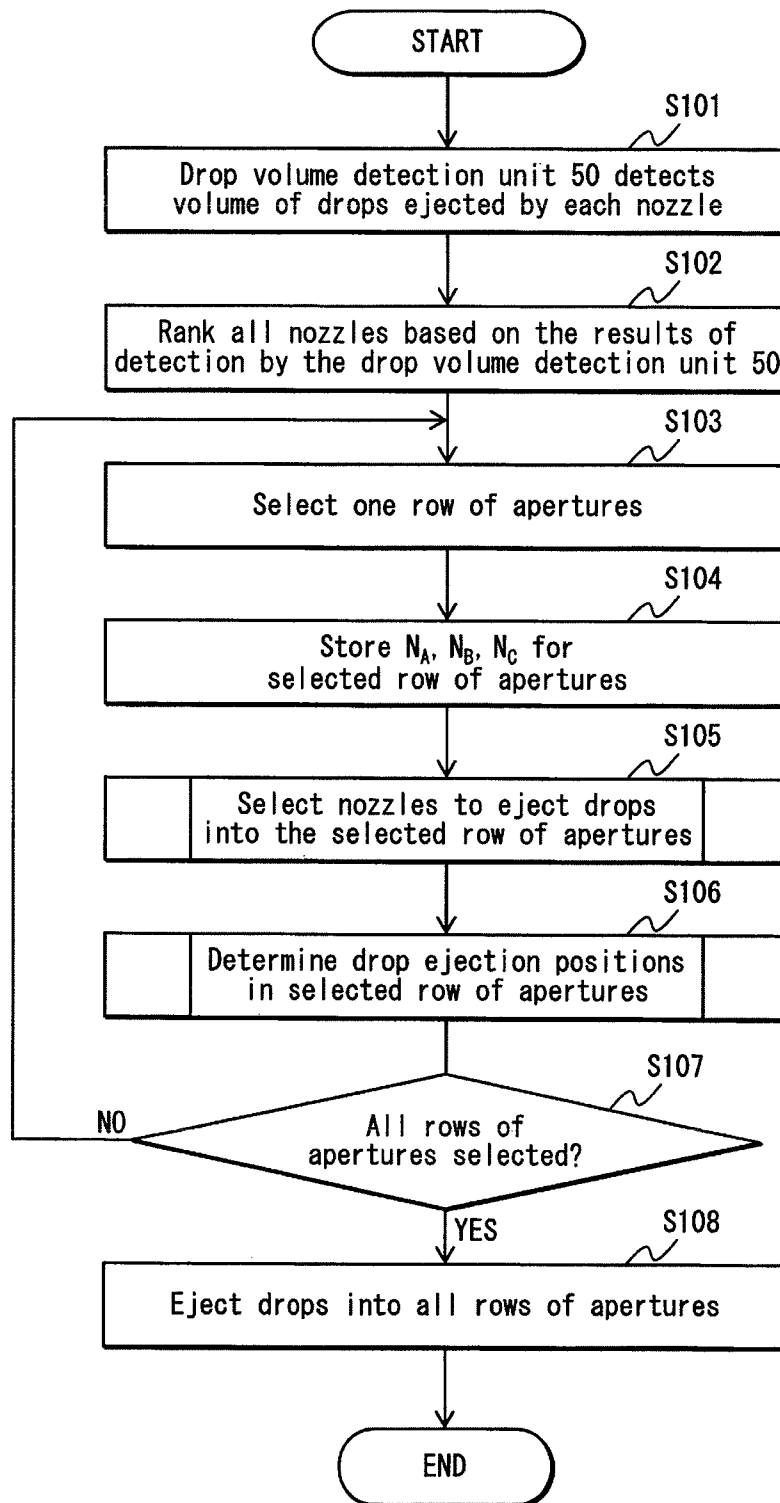 START
S101
Drop volume detection unit 50 detects
volume of drops ejected by each nozzle
S102
Rank all nozzles based on the results of
detection by the drop volume detection unit 50
S103
Select one row of apertures
S104
Store NA, NB, NC for
selected row of apertures
S105
Select nozzles to eject drops
into the selected row of apertures
S106
Determine drop ejection positions
in selected row of apertures
S107
NO
All rows of
apertures selected?
YES
S108
Eject drops into all rows of apertures
END